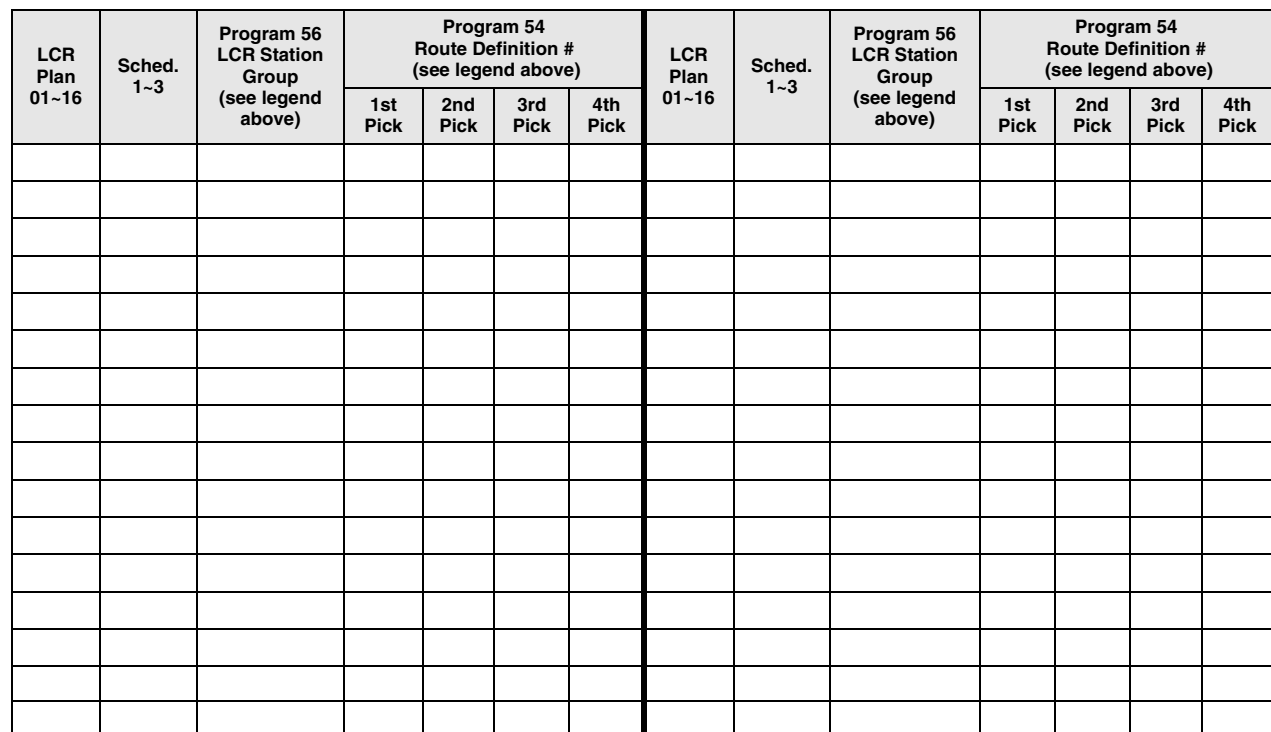 LCR
Plan
01~16
Sched.
1~3
Program 56
LCR Station
Group
(see legend
above)
Program 54
Route Definition #
(see legend above)
1st
Pick
2nd
Pick
3rd
Pick
4th
Pick
LCR
Plan
01~16
Sched.
1~3
Program 56
LCR Station
Group
(see legend
above)
Program 54
Route Definition #
(see legend above)
1st
Pick
2nd
Pick
3rd
Pick
4th
Pick